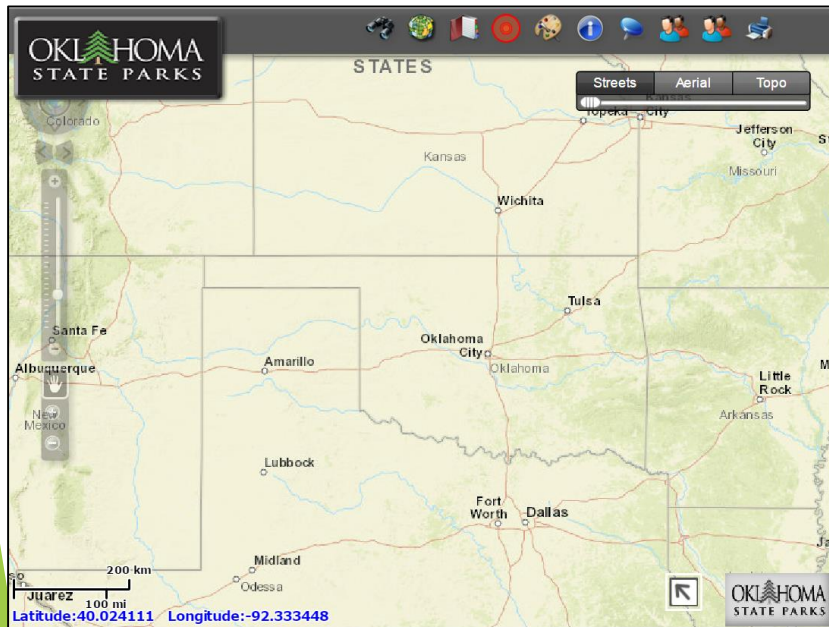 OKLAHOMA
STATE PARKS
STATES
Streets Aerial Topo
Colorado
Topeka
Kansas
City
Jefferson
City
Kansas
Missouri
Wichita
Tulsa
Santa Fe
Oklahoma
City
Oklahoma
Albuquerque
Amarillo
Little
Rock
New
Mexico
Arkansas
Lubbock
Fort
Worth
Dallas
Midland
Odessa
200 km
Juarez
100 mi
Latitude:40.024111 Longitude:-92.333448
OKLAHOMA
STATE PARKS